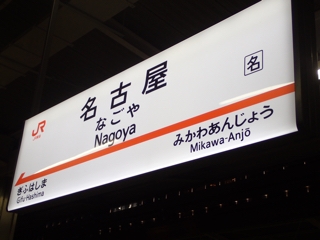 名古屋
なごや
Nagoya
名
JR
ぎふはしま
Gifu-Hashima
みかわあんじょう
Mikawa-Anjō